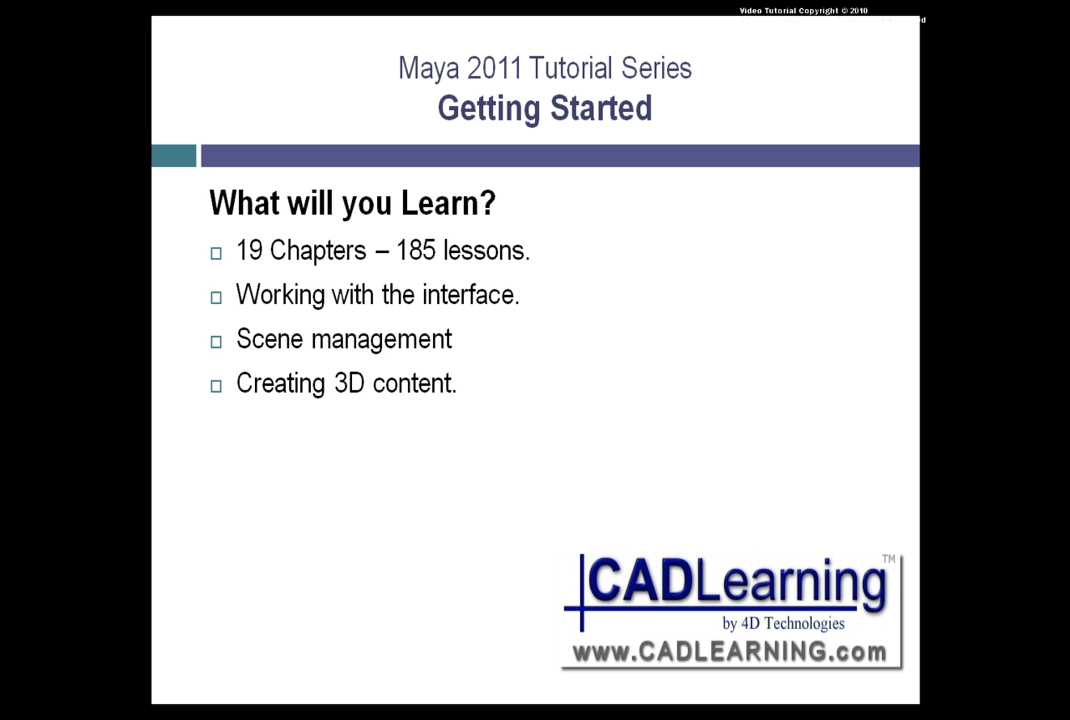 Video Tutorial Copyright © 2010
Maya 2011 Tutorial Series
Getting Started
What will you Learn?
19 Chapters – 185 lessons.
Working with the interface.
Scene management
Creating 3D content.
CADLearning™
by 4D Technologies
www.CADLEARNING.com